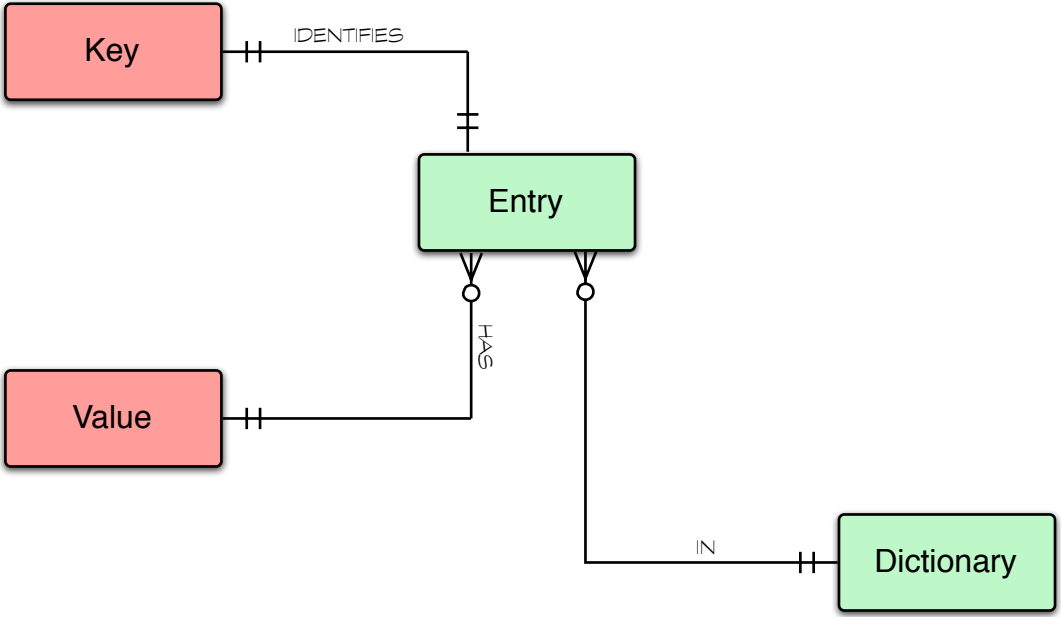 Key
IDENTIFIES
Entry
HAS
Value
IN
Dictionary